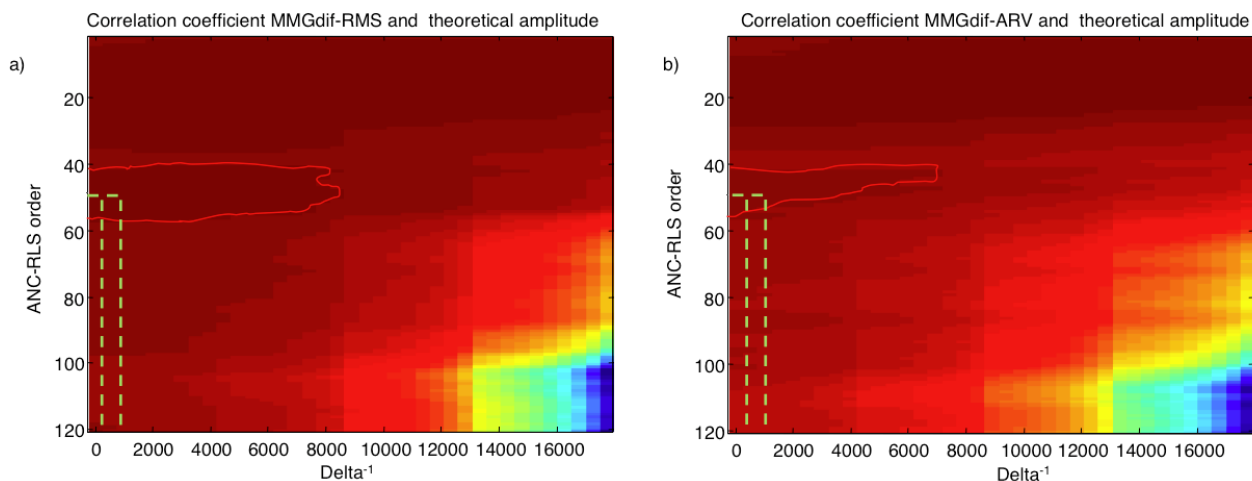 Correlation coefficient MMGdif-RMS and theoretical amplitude
a)
ANC-RLS order
20
40
60
80
100
120
0 2000 4000 6000 8000 10000 12000 14000 16000
Delta⁻¹
Correlation coefficient MMGdif-ARV and theoretical amplitude
b)
ANC-RLS order
20
40
60
80
100
120
0 2000 4000 6000 8000 10000 12000 14000 16000
Delta⁻¹